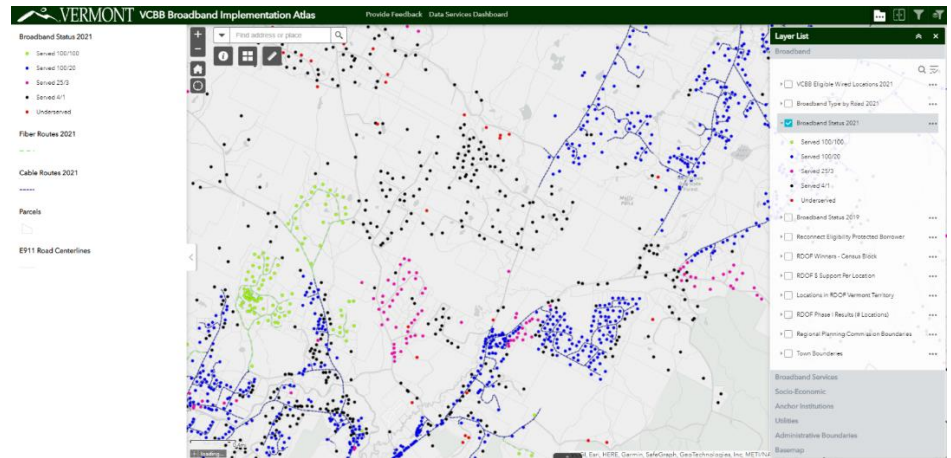 VERMONT VCBB Broadband Implementation Atlas Provide Feedback Data Services Dashboard
Broadband Status 2021
Served 100/100
Served 100/20
Served 25/3
Served 4/1
Underserved
Fiber Routes 2021
Cable Routes 2021
Parcels
E911 Road Centerlines
+
Find address or place
−
Loading...
Esri, HERE, Garmin, SafeGraph, GeoTechnologies, Inc, METI/NA
Layer List
Broadband
VCBB Eligible Wired Locations 2021
Broadband Type by Road 2021
Broadband Status 2021
Served 100/100
Served 100/20
Served 25/3
Served 4/1
Underserved
Broadband Status 2019
Reconnect Eligibility Protected Borrower
RDOF Winners - Census Block
RDOF $ Support Per Location
Locations in RDOF Vermont Territory
RDOF Phase I Results (# Locations)
Regional Planning Commission Boundaries
Town Boundaries
Broadband Services
Socio-Economic
Anchor Institutions
Utilities
Administrative Boundaries
Basemap